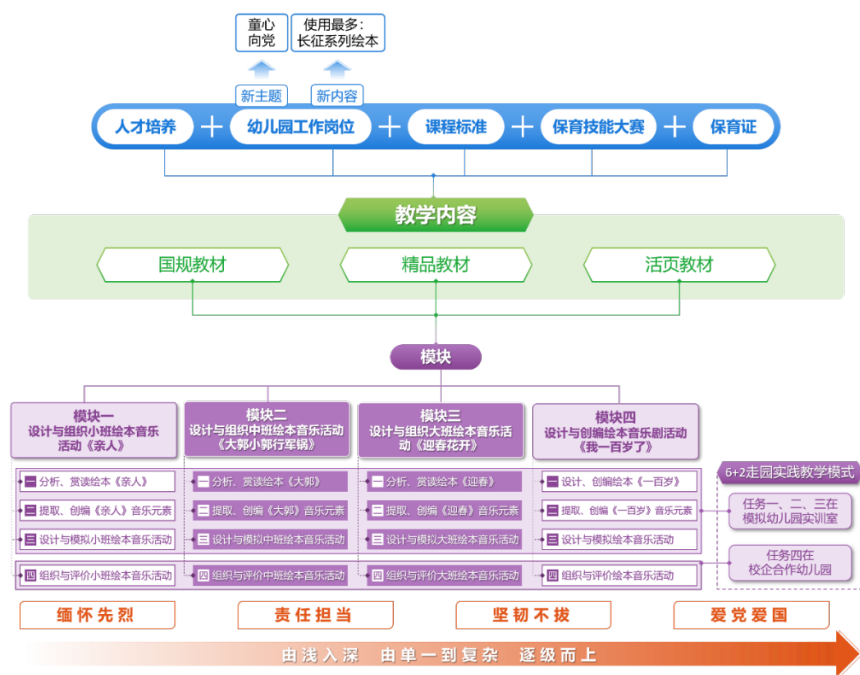 童心
向党
使用最多：
长征系列绘本
新主题
新内容
人才培养
+
幼儿园工作岗位
+
课程标准
+
保育技能大赛
+
保育证
教学内容
国规教材
精品教材
活页教材
模块
模块一
设计与组织小班绘本音乐
活动《亲人》
一 分析、赏读绘本《亲人》
二 提取、创编《亲人》音乐元素
三 设计与模拟小班绘本音乐活动
四 组织与评价小班绘本音乐活动
模块二
设计与组织中班绘本音乐活动
《大郭小郭行军锅》
一 分析、赏读绘本《大郭》
二 提取、创编《大郭》音乐元素
三 设计与模拟中班绘本音乐活动
四 组织与评价中班绘本音乐活动
模块三
设计与组织大班绘本音乐活
动《迎春花开》
一 分析、赏读绘本《迎春》
二 提取、创编《迎春》音乐元素
三 设计与模拟大班绘本音乐活动
四 组织与评价大班绘本音乐活动
模块四
设计与创编绘本音乐剧活动
《我一百岁了》
一 设计、创编绘本《一百岁》
二 提取、创编《一百岁》音乐元素
三 设计与模拟绘本音乐活动
四 组织与评价绘本音乐活动
6+2走园实践教学模式
任务一、二、三在
模拟幼儿园实训室
任务四在
校企合作幼儿园
缅怀先烈
责任担当
坚韧不拔
爱党爱国
由浅入深 由单一到复杂 逐级而上